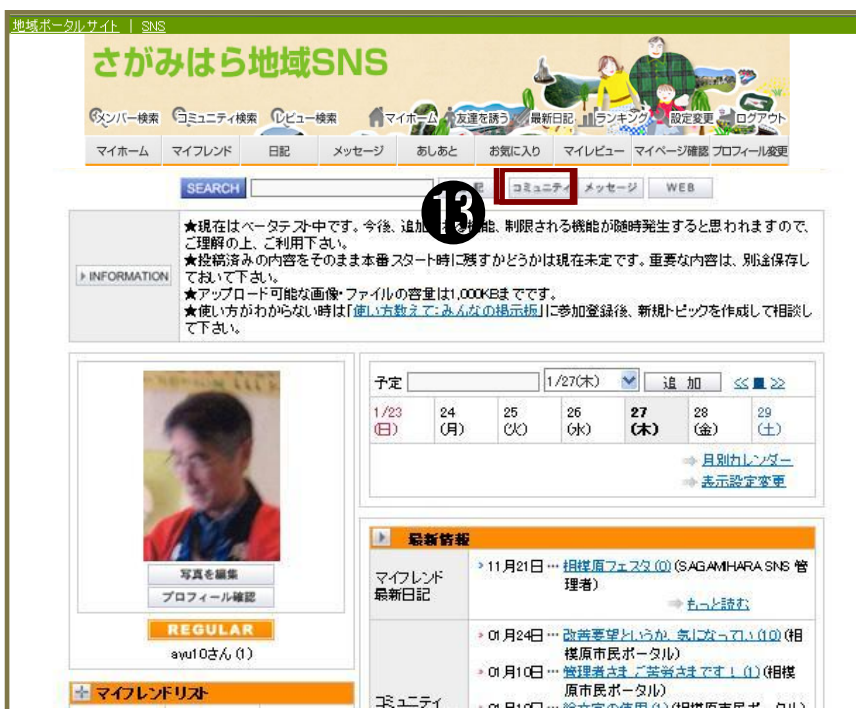 地域ポータルサイト | SNS
さがみはら地域SNS
メンバー検索 コミュニティ検索 レビュー検索 マイホーム 友達を誘う 最新日記 ランキング 設定変更 ログアウト
マイホーム マイフレンド 日記 メッセージ あしあと お気に入り マイレビュー マイページ確認 プロフィール変更
SEARCH 記 コミュニティ メッセージ WEB
13
INFORMATION
★現在はベータテスト中です。今後、追加される機能、制限される機能が随時発生すると思われますので、
ご理解の上、ご利用下さい。
★投稿済みの内容をそのまま本番スタート時に残すかどうかは現在未定です。重要な内容は、別途保存し
ておいて下さい。
★アップロード可能な画像・ファイルの容量は1,000KBまでです。
★使い方がわからない時は「使い方教えて:みんなの掲示板」に参加登録後、新規トピックを作成して相談し
て下さい。
写真を編集
プロフィール確認
REGULAR
ayu10さん (1)
マイフレンドリスト
予定 1/27(木) 追 加 << ■ >>
1/23 24 25 26 27 28 29
(日) (月) (火) (水) (木) (金) (土)
月別カレンダー
表示設定変更
最新情報
マイフレンド
最新日記
11月21日 … 相模原フェスタ (0) (SAGAMIHARA SNS 管
理者)
もっと読む
コミュニティ
01月24日 … 改善要望というか、気になってい (10) (相
模原市民ポータル)
01月10日 … 管理者さま ご苦労さまです! (1) (相模
原市民ポータル)